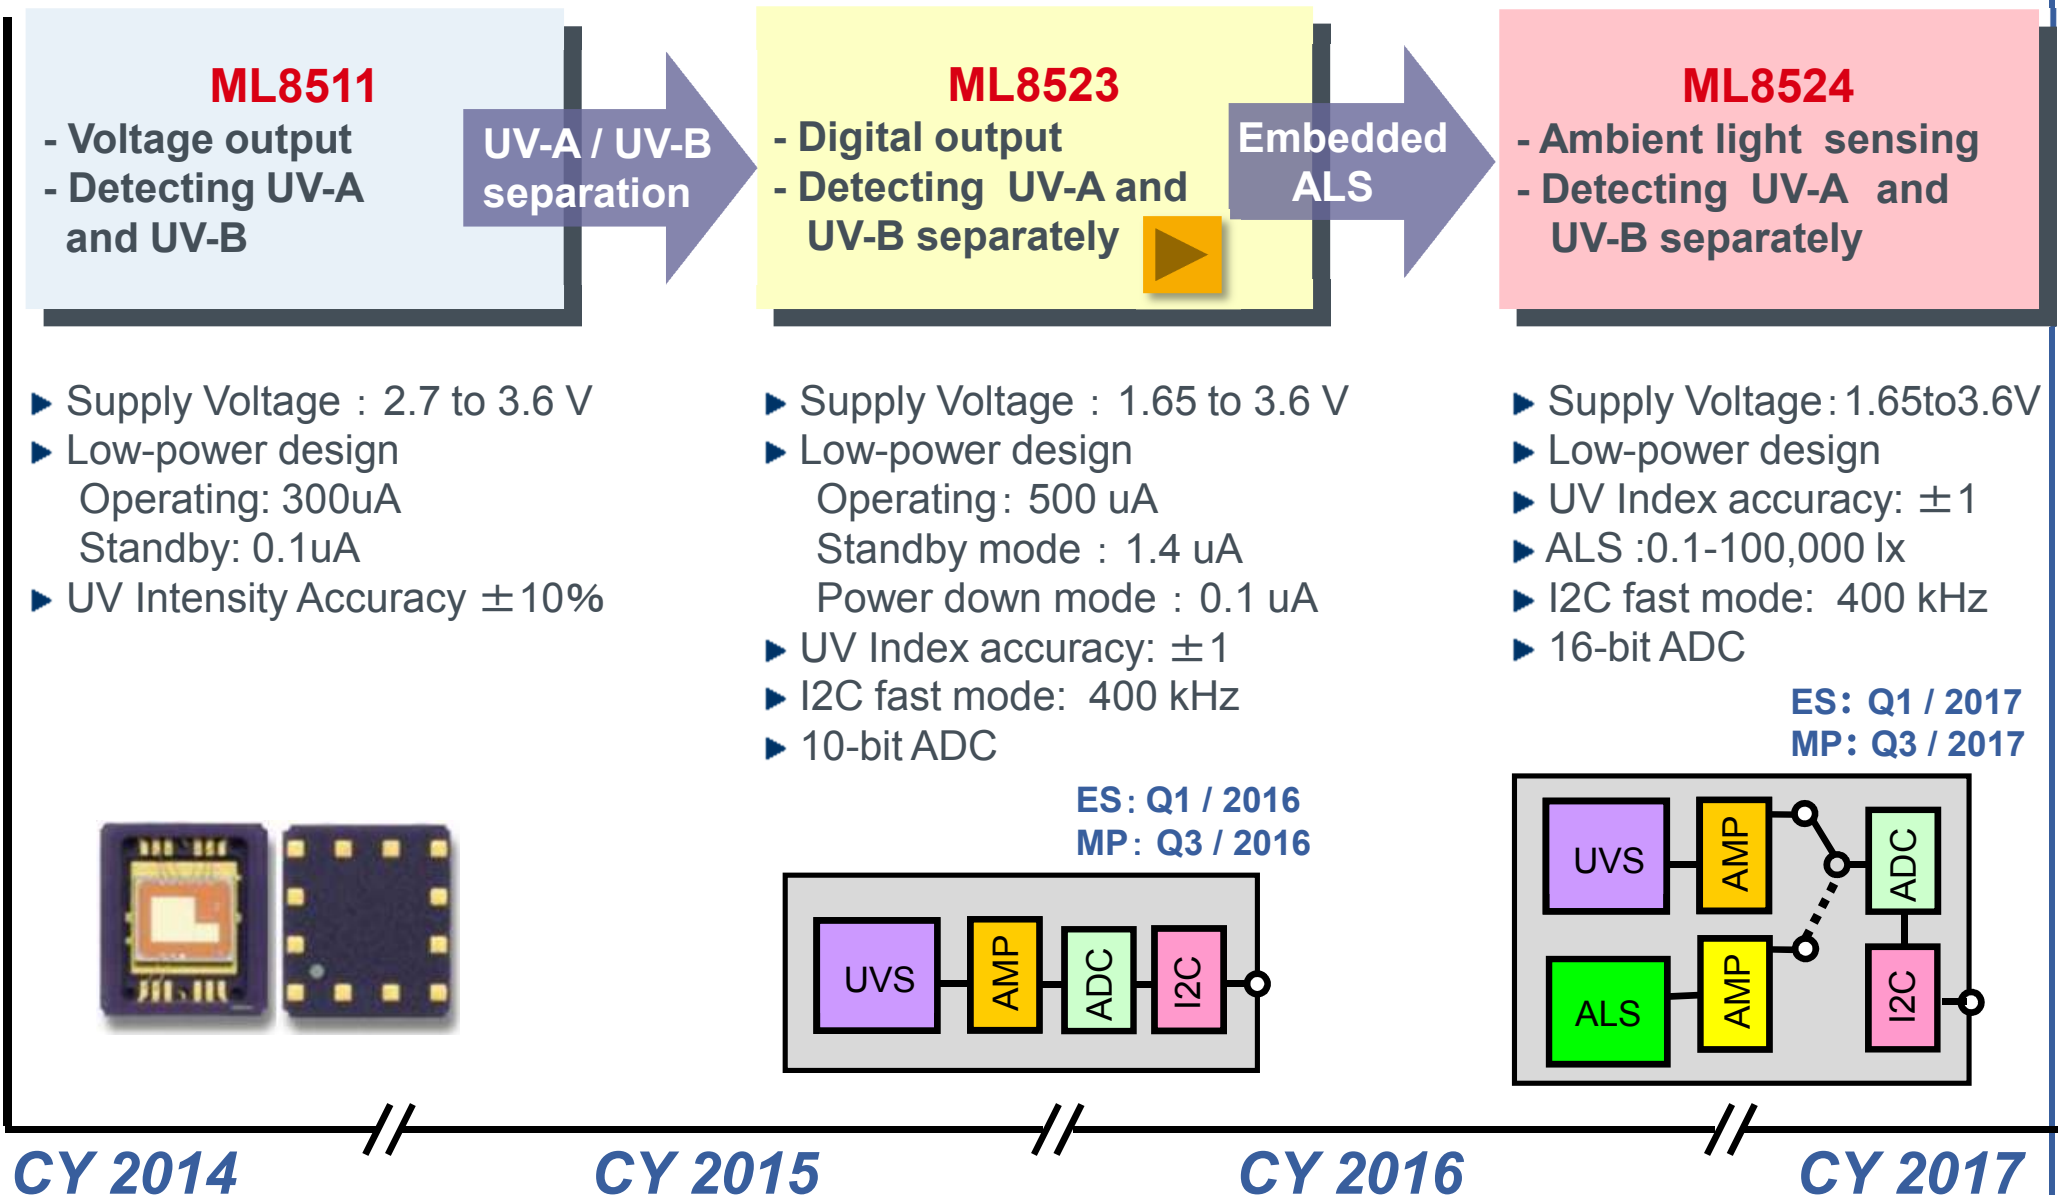 ML8511
- Voltage output
- Detecting UV-A
and UV-B
UV-A / UV-B
separation
ML8523
- Digital output
- Detecting UV-A and
UV-B separately
Embedded
ALS
ML8524
- Ambient light sensing
- Detecting UV-A and
UV-B separately
Supply Voltage : 2.7 to 3.6 V
Low-power design
Operating: 300uA
Standby: 0.1uA
UV Intensity Accuracy ±10%
Supply Voltage : 1.65 to 3.6 V
Low-power design
Operating: 500 uA
Standby mode : 1.4 uA
Power down mode : 0.1 uA
UV Index accuracy: ±1
I2C fast mode: 400 kHz
10-bit ADC
ES: Q1 / 2016
MP: Q3 / 2016
UVS
AMP
ADC
I2C
Supply Voltage:1.65to3.6V
Low-power design
UV Index accuracy: ±1
ALS :0.1-100,000 lx
I2C fast mode: 400 kHz
16-bit ADC
ES: Q1 / 2017
MP: Q3 / 2017
UVS
AMP
ADC
ALS
AMP
I2C
CY 2014
CY 2015
CY 2016
CY 2017